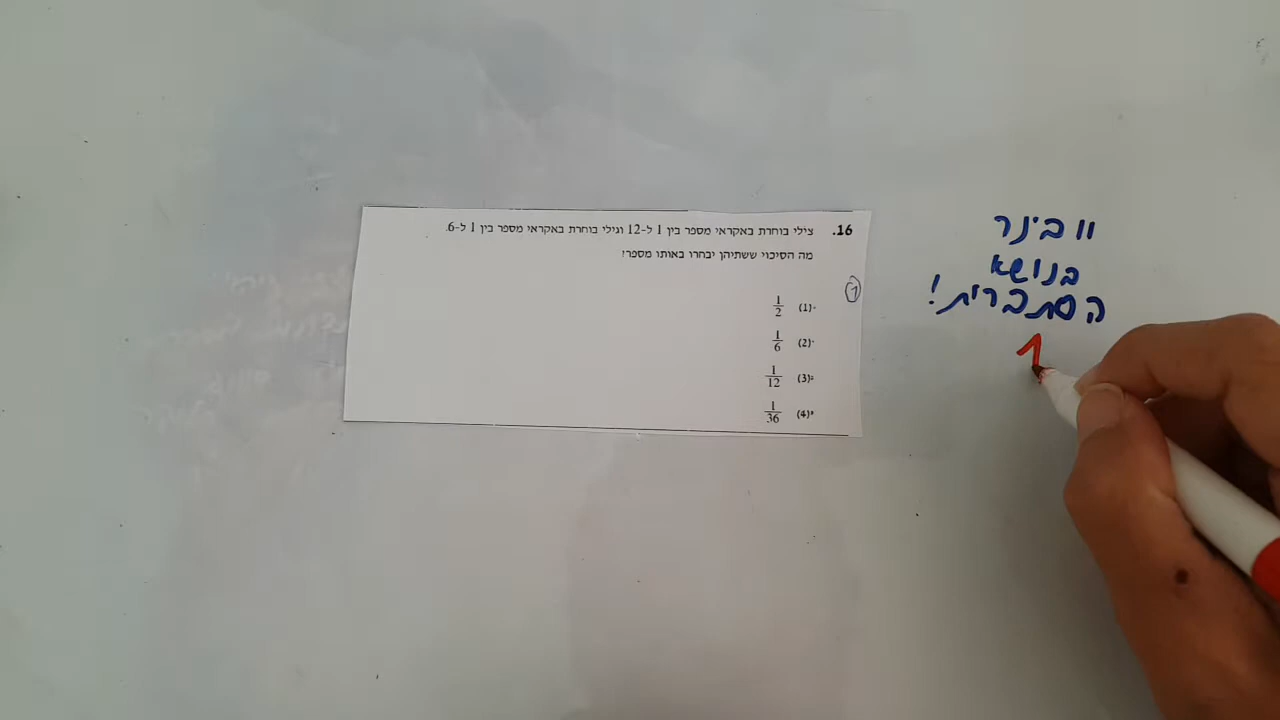 וובינר
בנושא
הסתברות!
1
16. צילי בוחרת באקראי מספר בין 1 ל-12 וגילי בוחרת באקראי מספר בין 1 ל-6.
מה הסיכוי ששתיהן יבחרו באותו מספר?
(1) 1/2
(2) 1/6
(3) 1/12
(4) 1/36